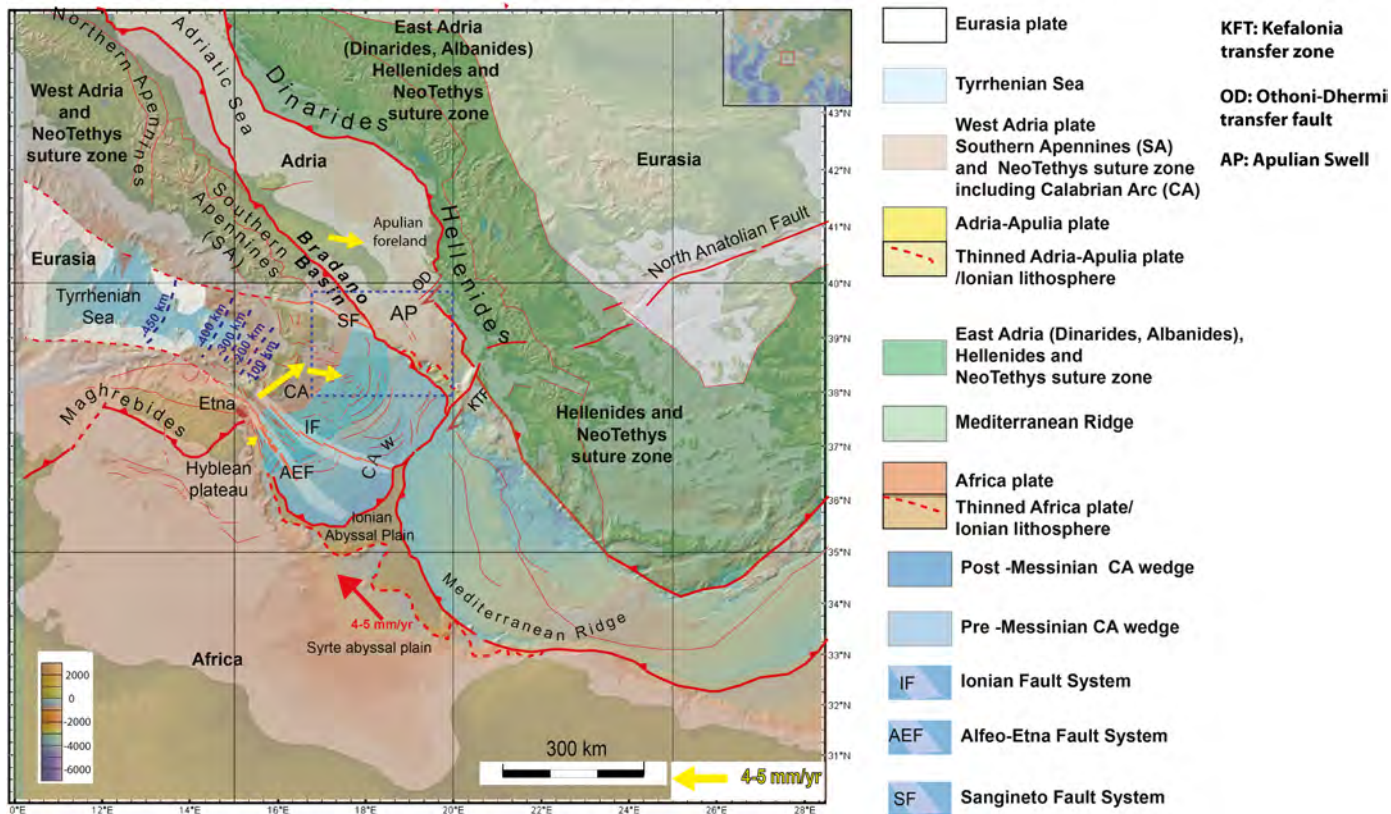 Northern Apennines
Adriatic Sea
East Adria
(Dinarides, Albanides)
Hellenides and
NeoTethys
suture zone
Dinarides
West Adria
and
NeoTethys
suture zone
Adria
Eurasia
43°N
42°N
41°N
40°N
39°N
38°N
37°N
36°N
35°N
34°N
33°N
32°N
31°N
Southern
Apennines
(SA)
Apulian
foreland
Hellenides
North Anatolian Fault
Bradano
Basin
OD
Eurasia
Tyrrhenian
Sea
-450 km
-400 km
-300 km
-200 km
-100 km
SF
AP
CA
KTF
Maghrebides
Etna
IF
CA w
Hellenides and
NeoTethys
suture zone
Hyblean
plateau
AEF
Ionian
Abyssal Plain
Mediterranean Ridge
4-5 mm/yr
Syrte abyssal plain
Africa
2000
0
-2000
-4000
-6000
300 km
4-5 mm/yr
0°E 12°E 14°E 16°E 18°E 20°E 22°E 24°E 26°E 28°E
Eurasia plate
Tyrrhenian Sea
West Adria plate
Southern Apennines (SA)
and NeoTethys suture zone
including Calabrian Arc (CA)
Adria-Apulia plate
Thinned Adria-Apulia plate
/Ionian lithosphere
East Adria (Dinarides, Albanides),
Hellenides and
NeoTethys suture zone
Mediterranean Ridge
Africa plate
Thinned Africa plate/
Ionian lithosphere
Post -Messinian CA wedge
Pre -Messinian CA wedge
IF Ionian Fault System
AEF Alfeo-Etna Fault System
SF Sangineto Fault System
KFT: Kefalonia
transfer zone
OD: Othoni-Dhermii
transfer fault
AP: Apulian Swell